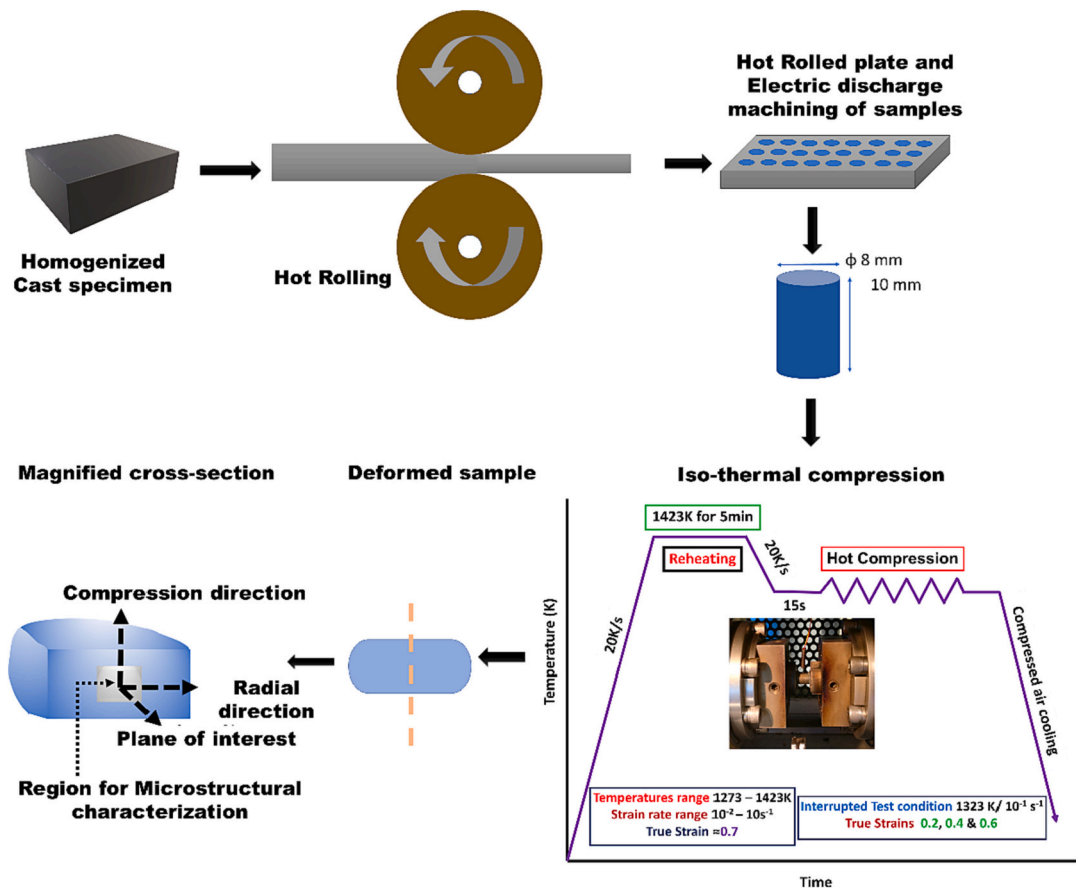 Hot Rolled plate and
Electric discharge
machining of samples
Homogenized
Cast specimen
Hot Rolling
ϕ 8 mm
10 mm
Magnified cross-section
Deformed sample
Iso-thermal compression
1423K for 5min
Reheating
20K/s
Hot Compression
15s
20K/s
Compressed air cooling
Temperature (K)
Compression direction
Radial
direction
Plane of interest
Region for Microstructural
characterization
Temperatures range 1273 – 1423K
Strain rate range 10⁻² – 10s⁻¹
True Strain ≈0.7
Interrupted Test condition 1323 K/ 10⁻¹ s⁻¹
True Strains 0.2, 0.4 & 0.6
Time